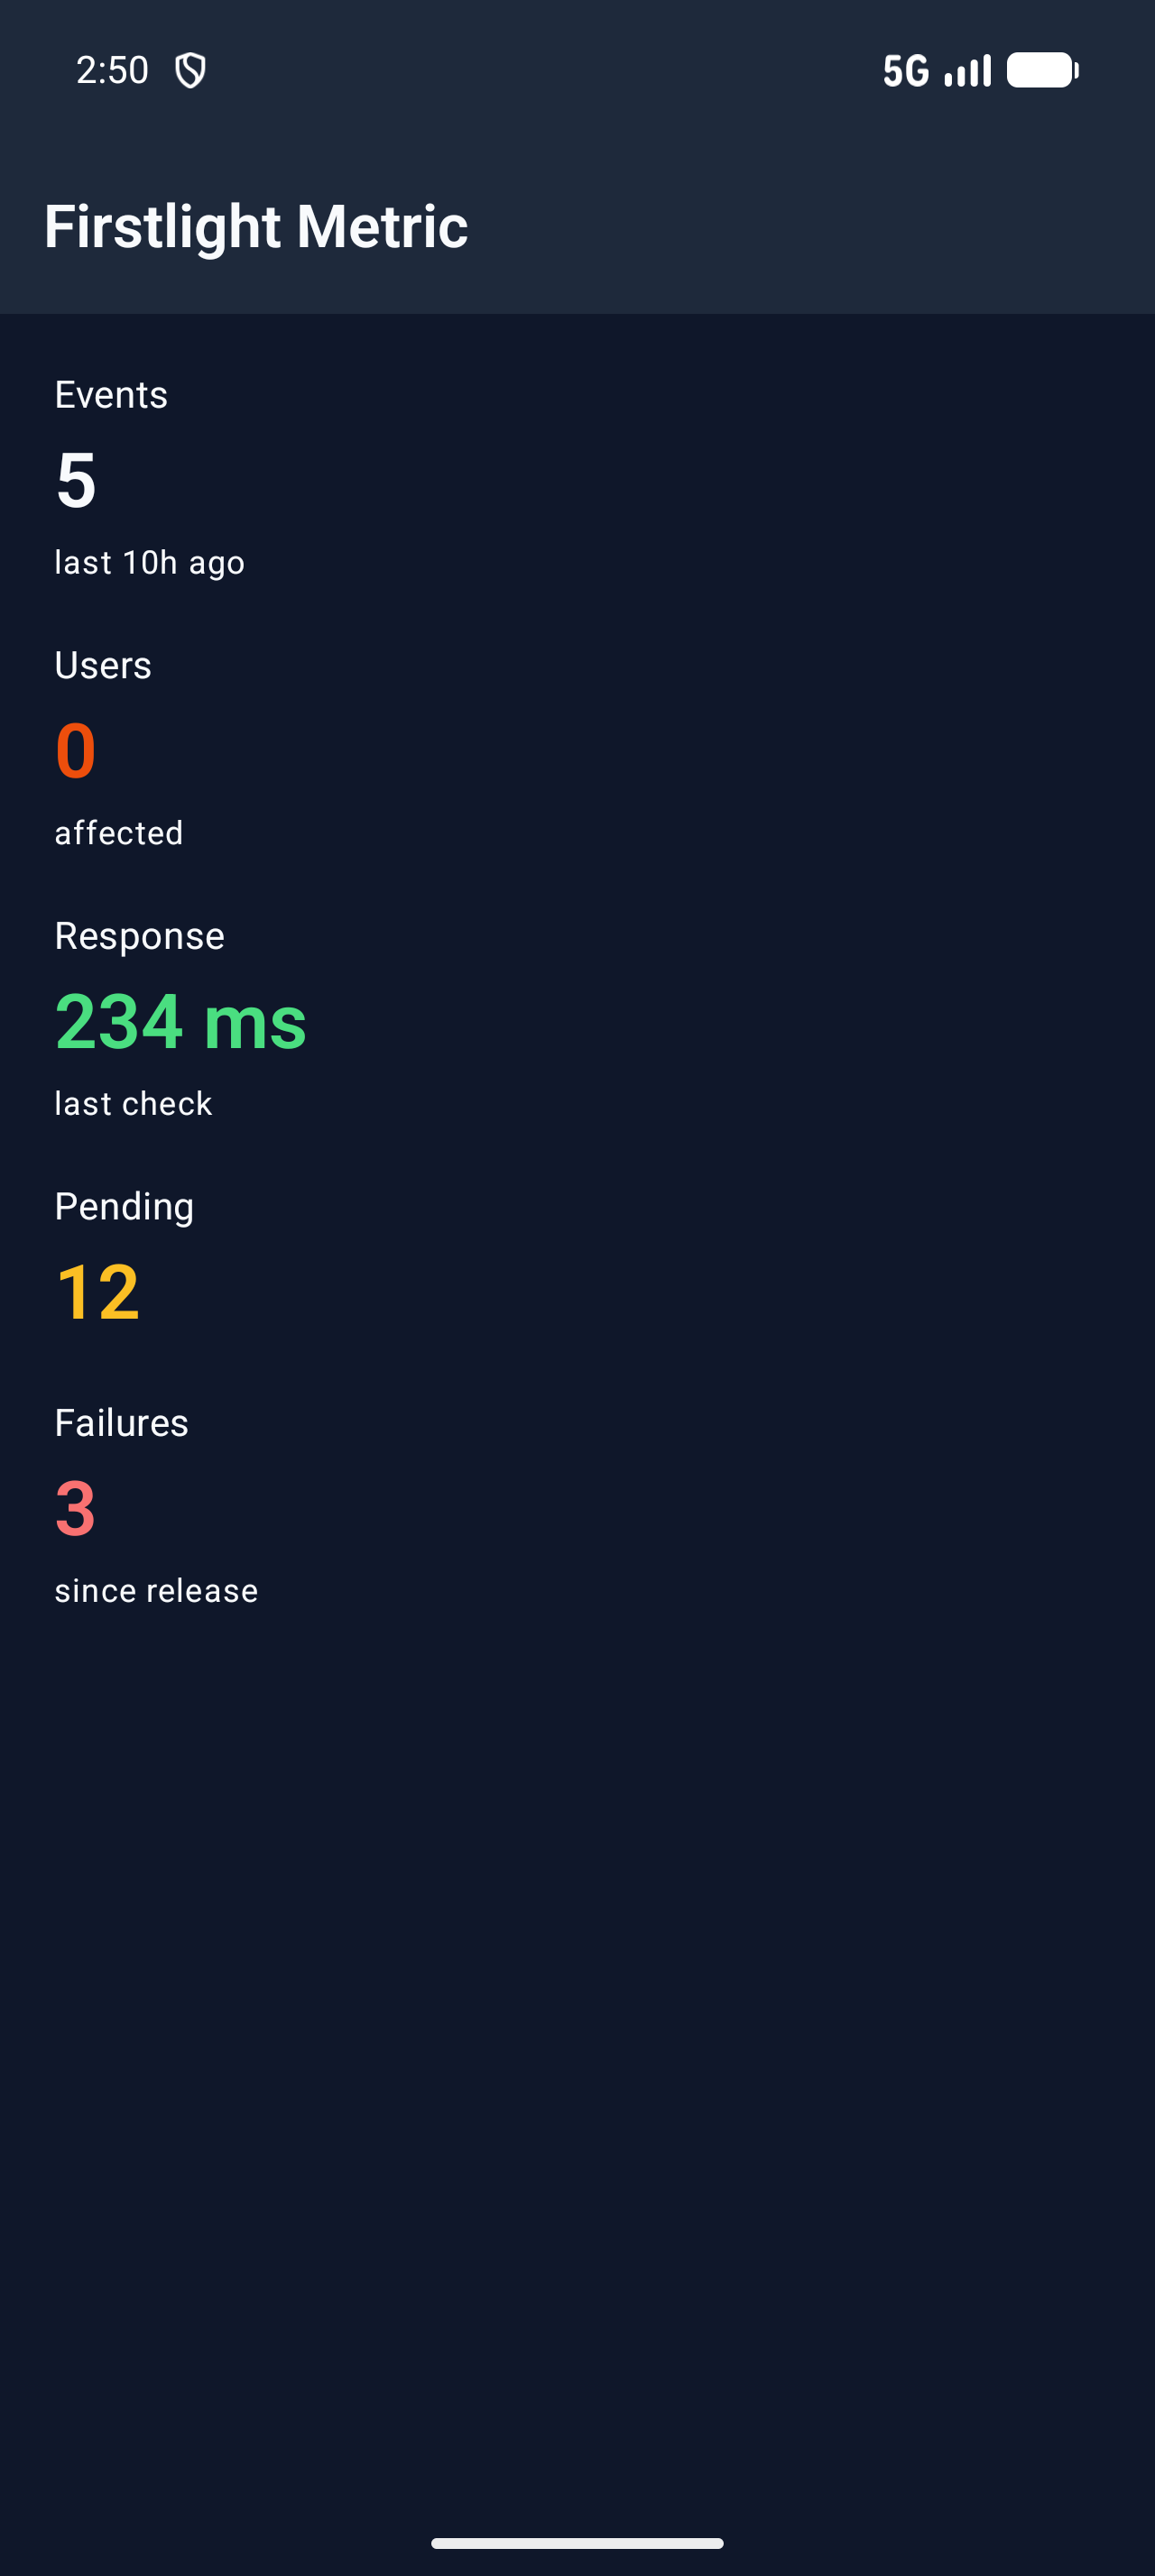 2:50
5G
Firstlight Metric
Events
5
last 10h ago
Users
0
affected
Response
234 ms
last check
Pending
12
Failures
3
since release